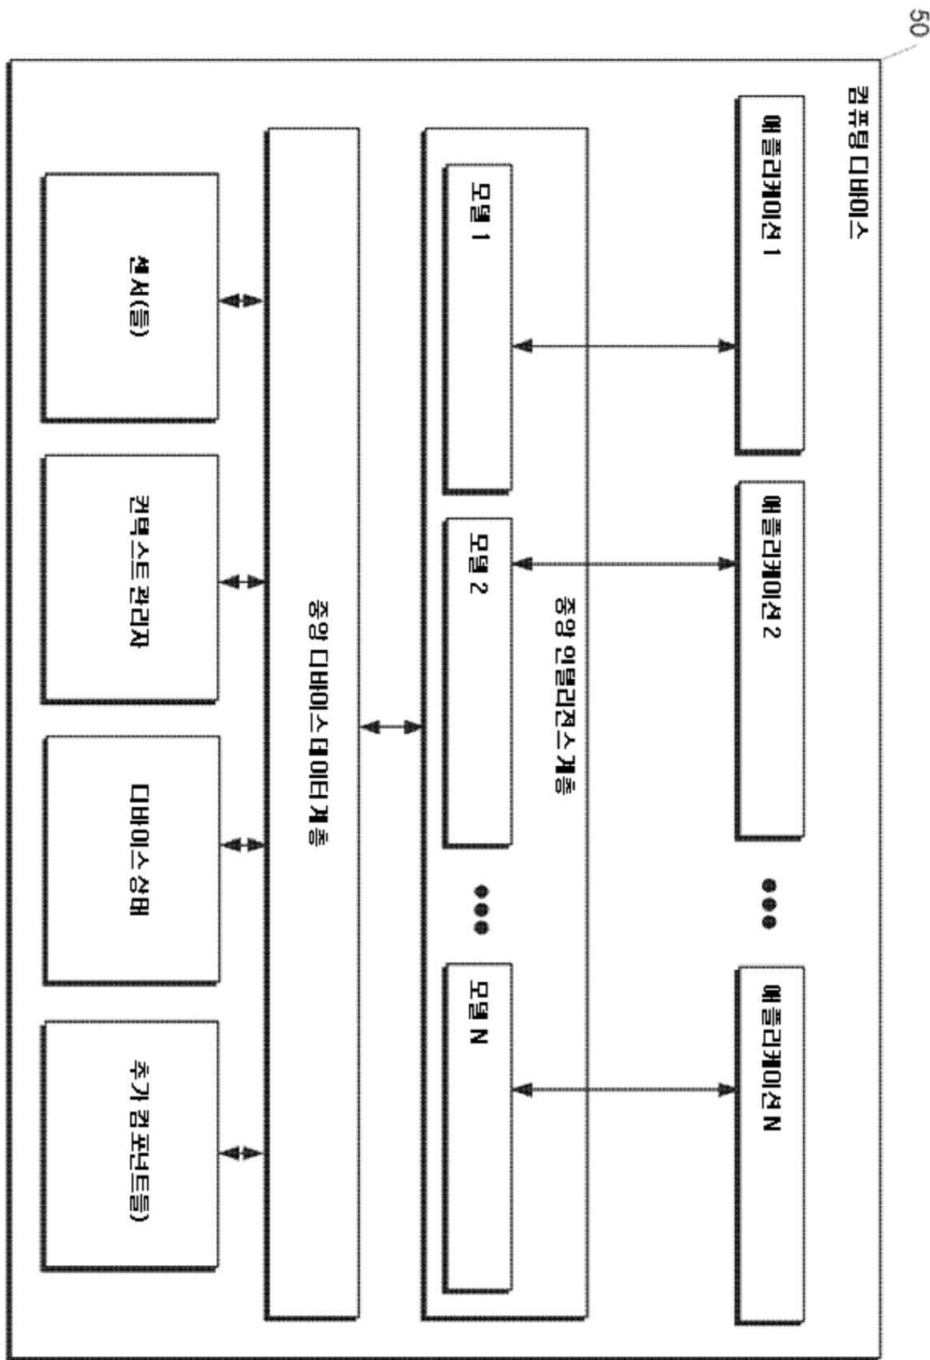 50
컴퓨팅 디바이스
애플리케이션 1
애플리케이션 2
애플리케이션 N
중앙 인텔리전스 계층
모델 1
모델 2
모델 N
중앙 디바이스 데이터 계층
센서(들)
컨텍스트 관리자
디바이스 상태
추가 컴포넌트들)